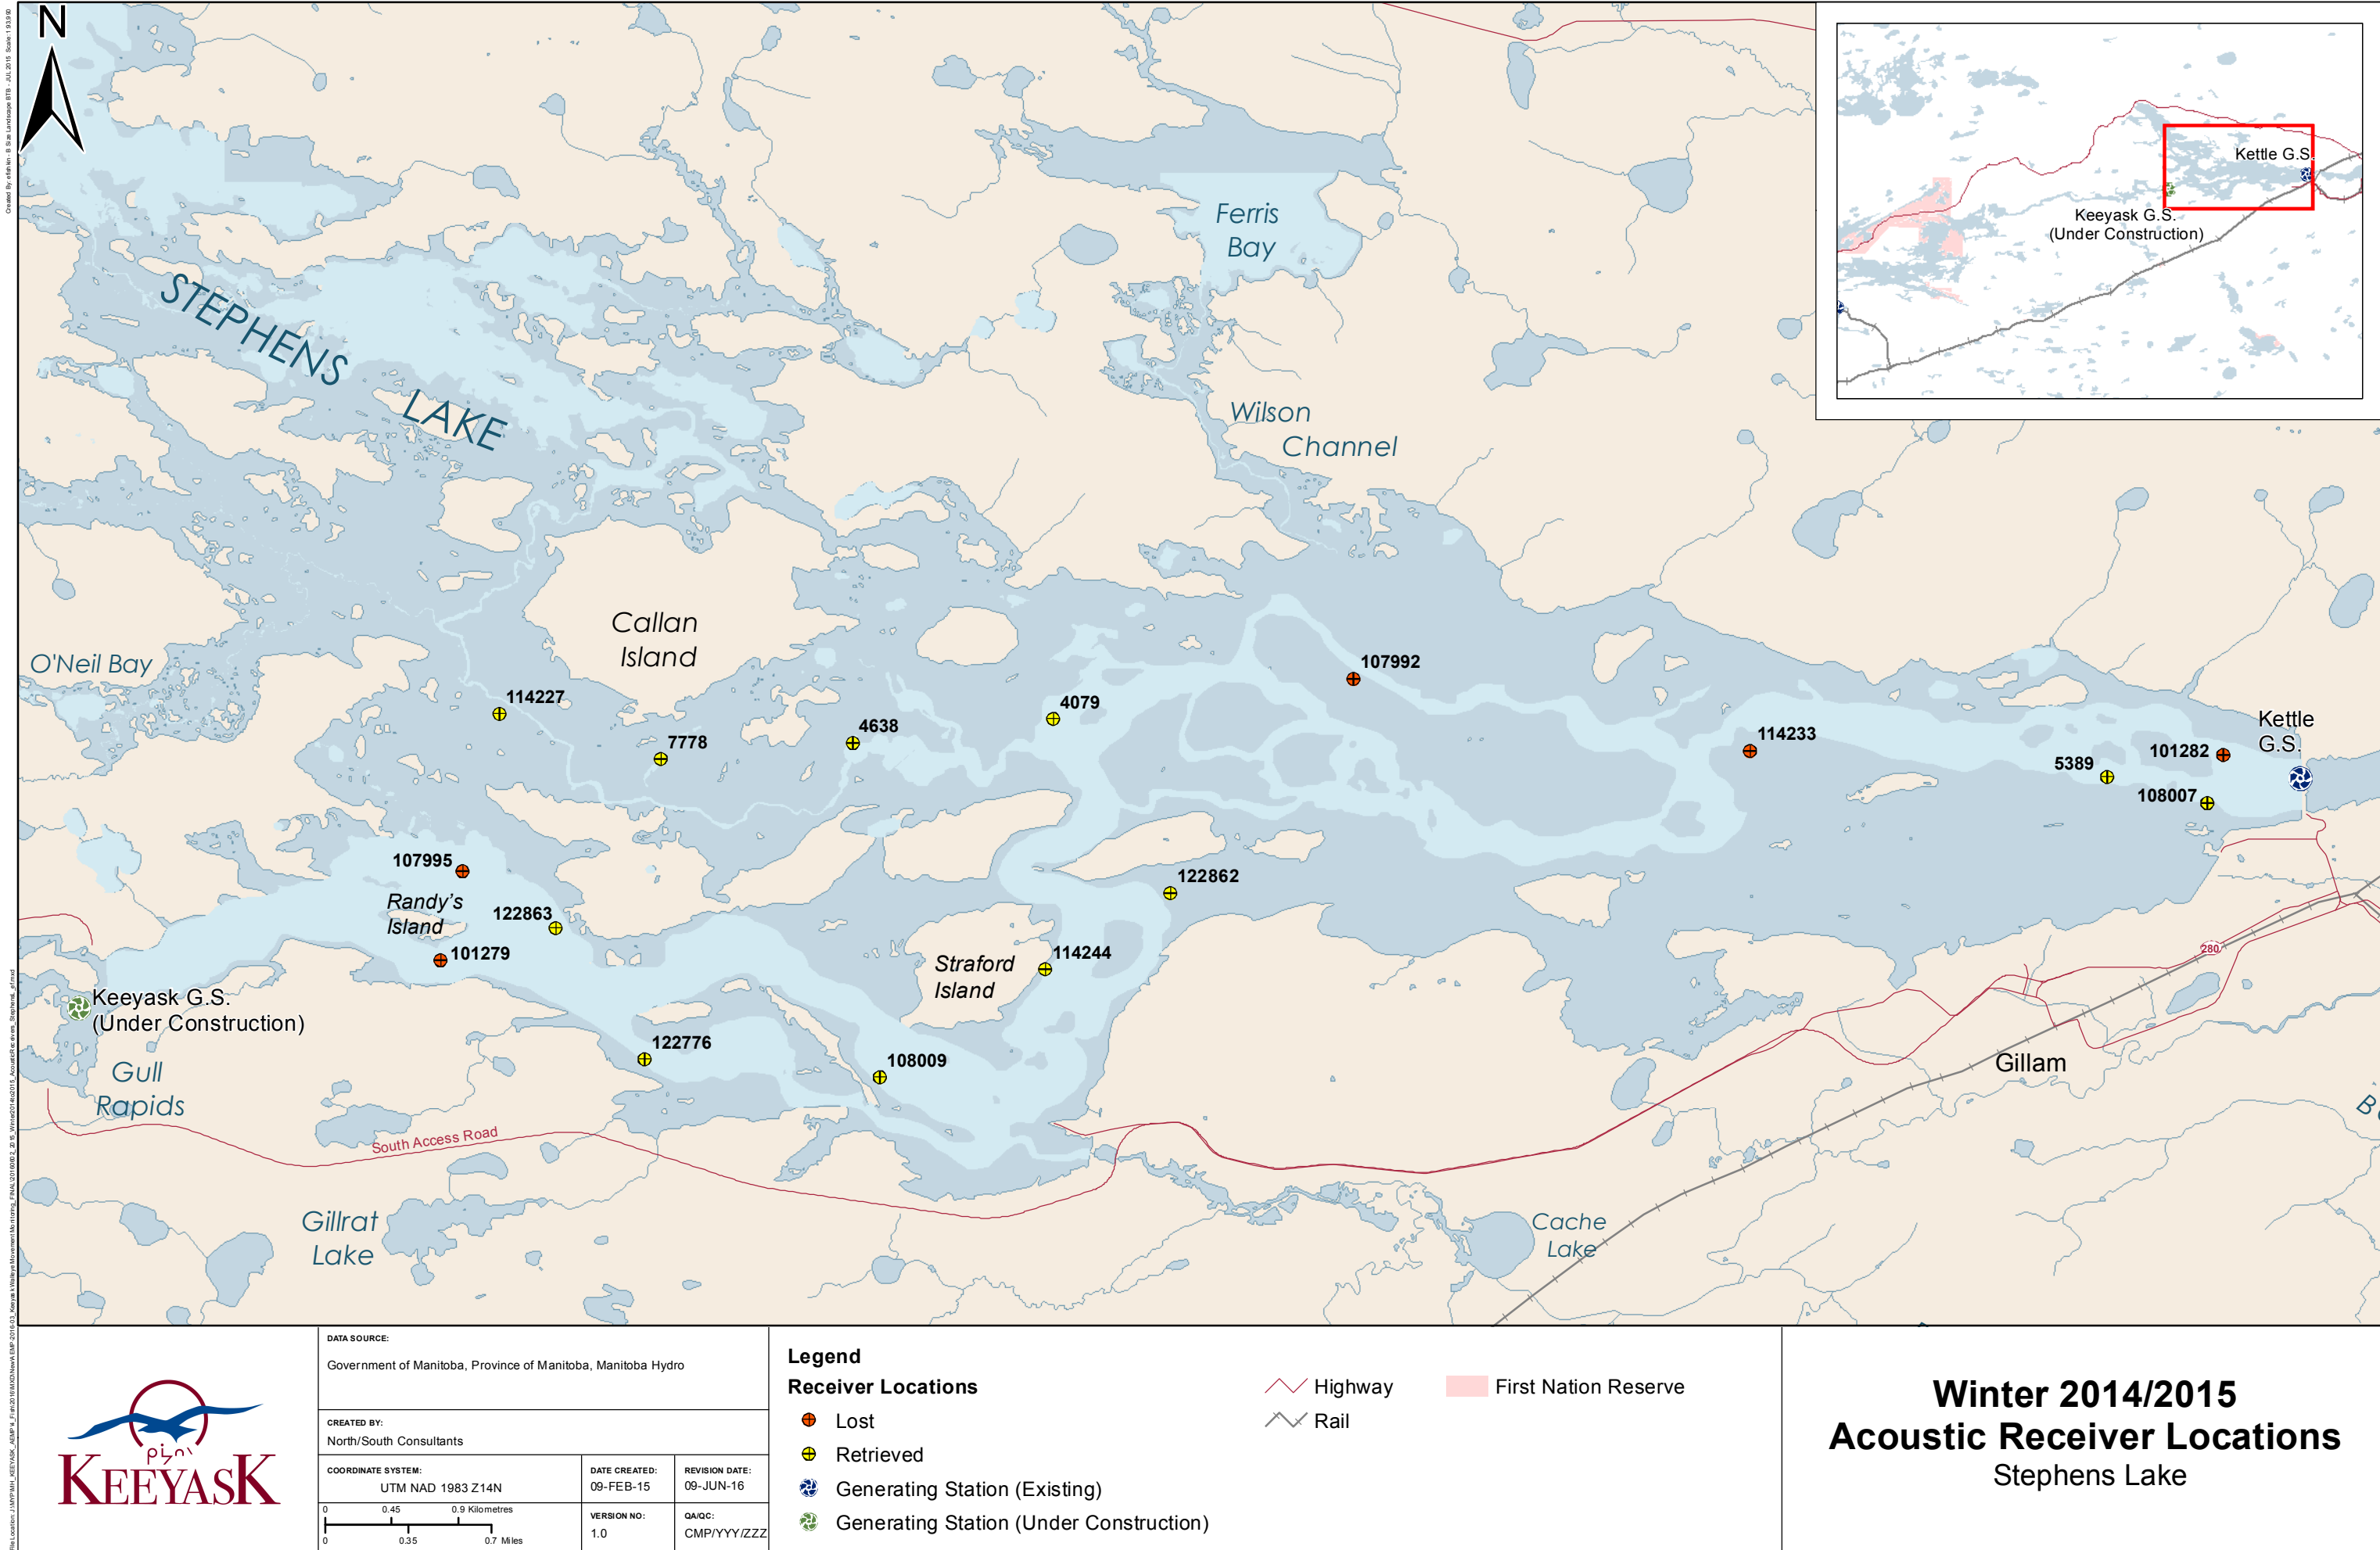 N
Kettle G.S.
Keeyask G.S.
(Under Construction)
Ferris
Bay
STEPHENS
LAKE
Wilson
Channel
Callan
Island
O'Neil Bay
107992
114227
4079
4638
7778
114233
Kettle
G.S.
101282
5389
108007
107995
122862
Randy's
Island
122863
101279
114244
Straford
Island
280
Keeyask G.S.
(Under Construction)
122776
108009
Gillam
Gull
Rapids
South Access Road
Gillrat
Lake
Cache
Lake
KEEYASK
DATA SOURCE:
Government of Manitoba, Province of Manitoba, Manitoba Hydro
CREATED BY:
North/South Consultants
COORDINATE SYSTEM:
UTM NAD 1983 Z14N
DATE CREATED:
09-FEB-15
REVISION DATE:
09-JUN-16
0 0.45 0.9 Kilometres
0 0.35 0.7 Miles
VERSION NO:
1.0
QA/QC:
CMP/YYY/ZZZ
Legend
Receiver Locations
Lost
Retrieved
Generating Station (Existing)
Generating Station (Under Construction)
Highway
Rail
First Nation Reserve
Winter 2014/2015
Acoustic Receiver Locations
Stephens Lake